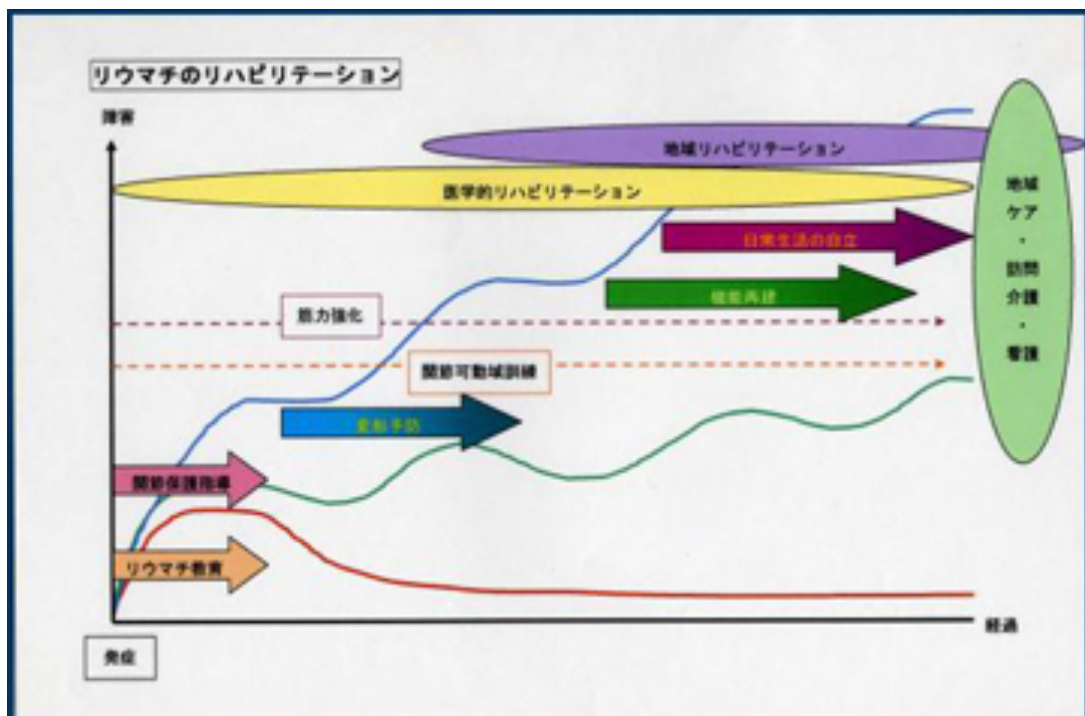 リウマチのリハビリテーション
障害
地域リハビリテーション
医学的リハビリテーション
地域
ケア
・
訪問
介護
・
看護
日常生活の自立
機能再建
筋力強化
関節可動域訓練
変形予防
関節保護指導
リウマチ教育
経過
発症